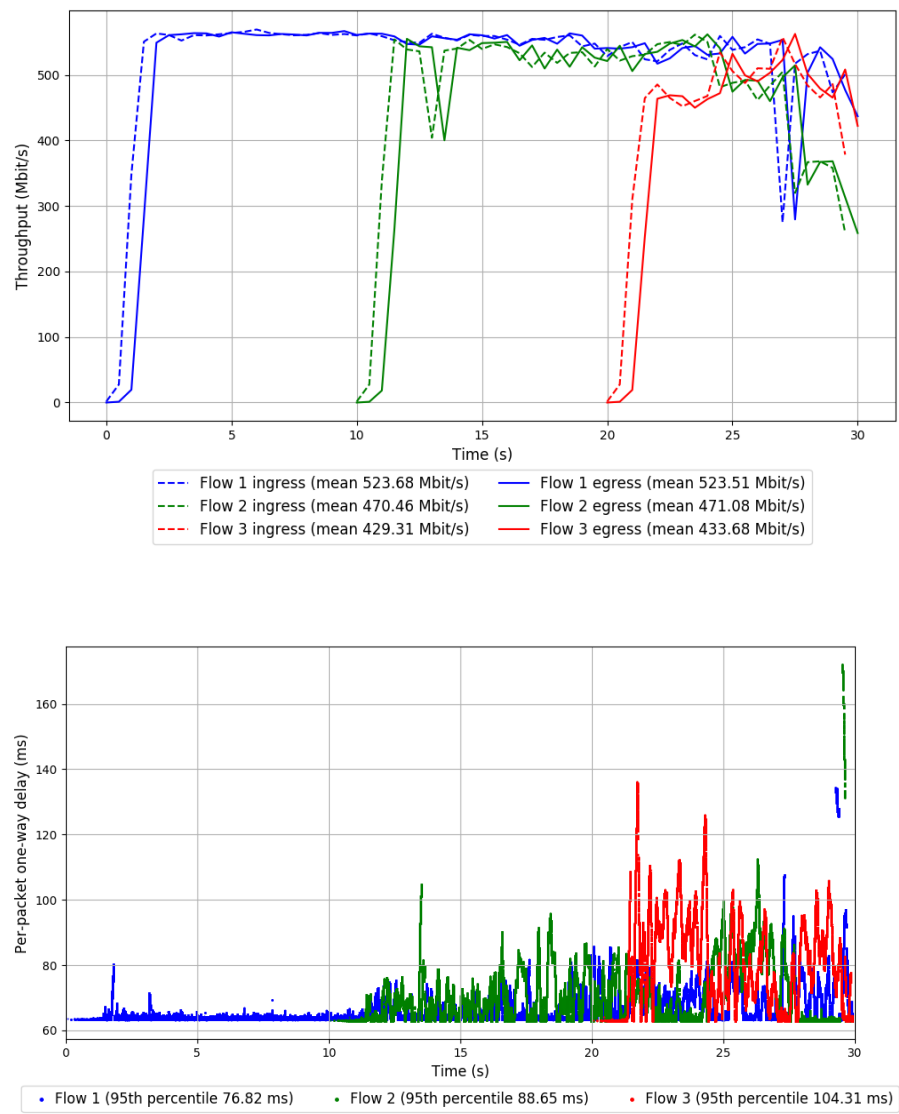 500
400
300
200
100
0
Throughput (Mbit/s)
0 5 10 15 20 25 30
Time (s)
Flow 1 ingress (mean 523.68 Mbit/s) Flow 1 egress (mean 523.51 Mbit/s)
Flow 2 ingress (mean 470.46 Mbit/s) Flow 2 egress (mean 471.08 Mbit/s)
Flow 3 ingress (mean 429.31 Mbit/s) Flow 3 egress (mean 433.68 Mbit/s)
160
140
120
100
80
60
Per-packet one-way delay (ms)
0 5 10 15 20 25 30
Time (s)
Flow 1 (95th percentile 76.82 ms) Flow 2 (95th percentile 88.65 ms) Flow 3 (95th percentile 104.31 ms)